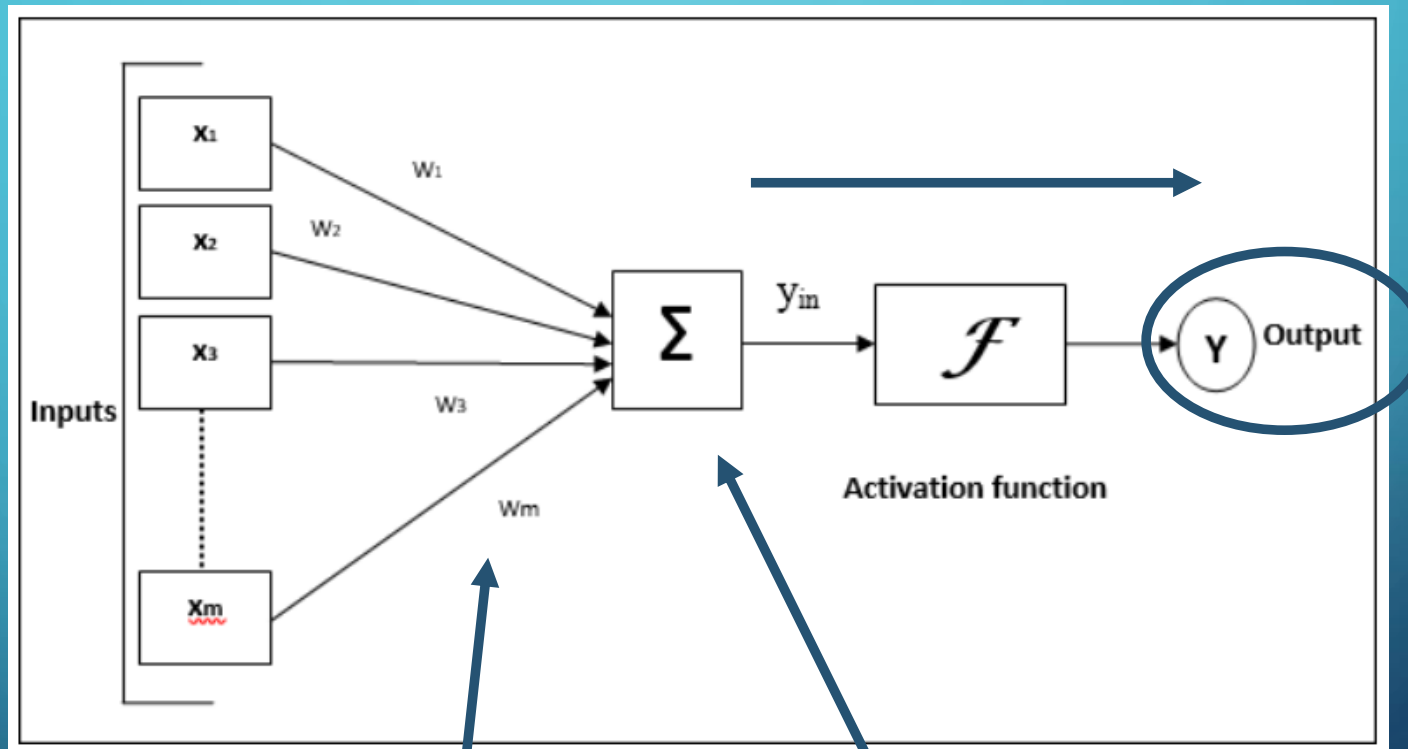 x1
W1
x2
W2
x3
Σ
yin
ℱ
Y
Output
Inputs
W3
Activation function
Wm
xm